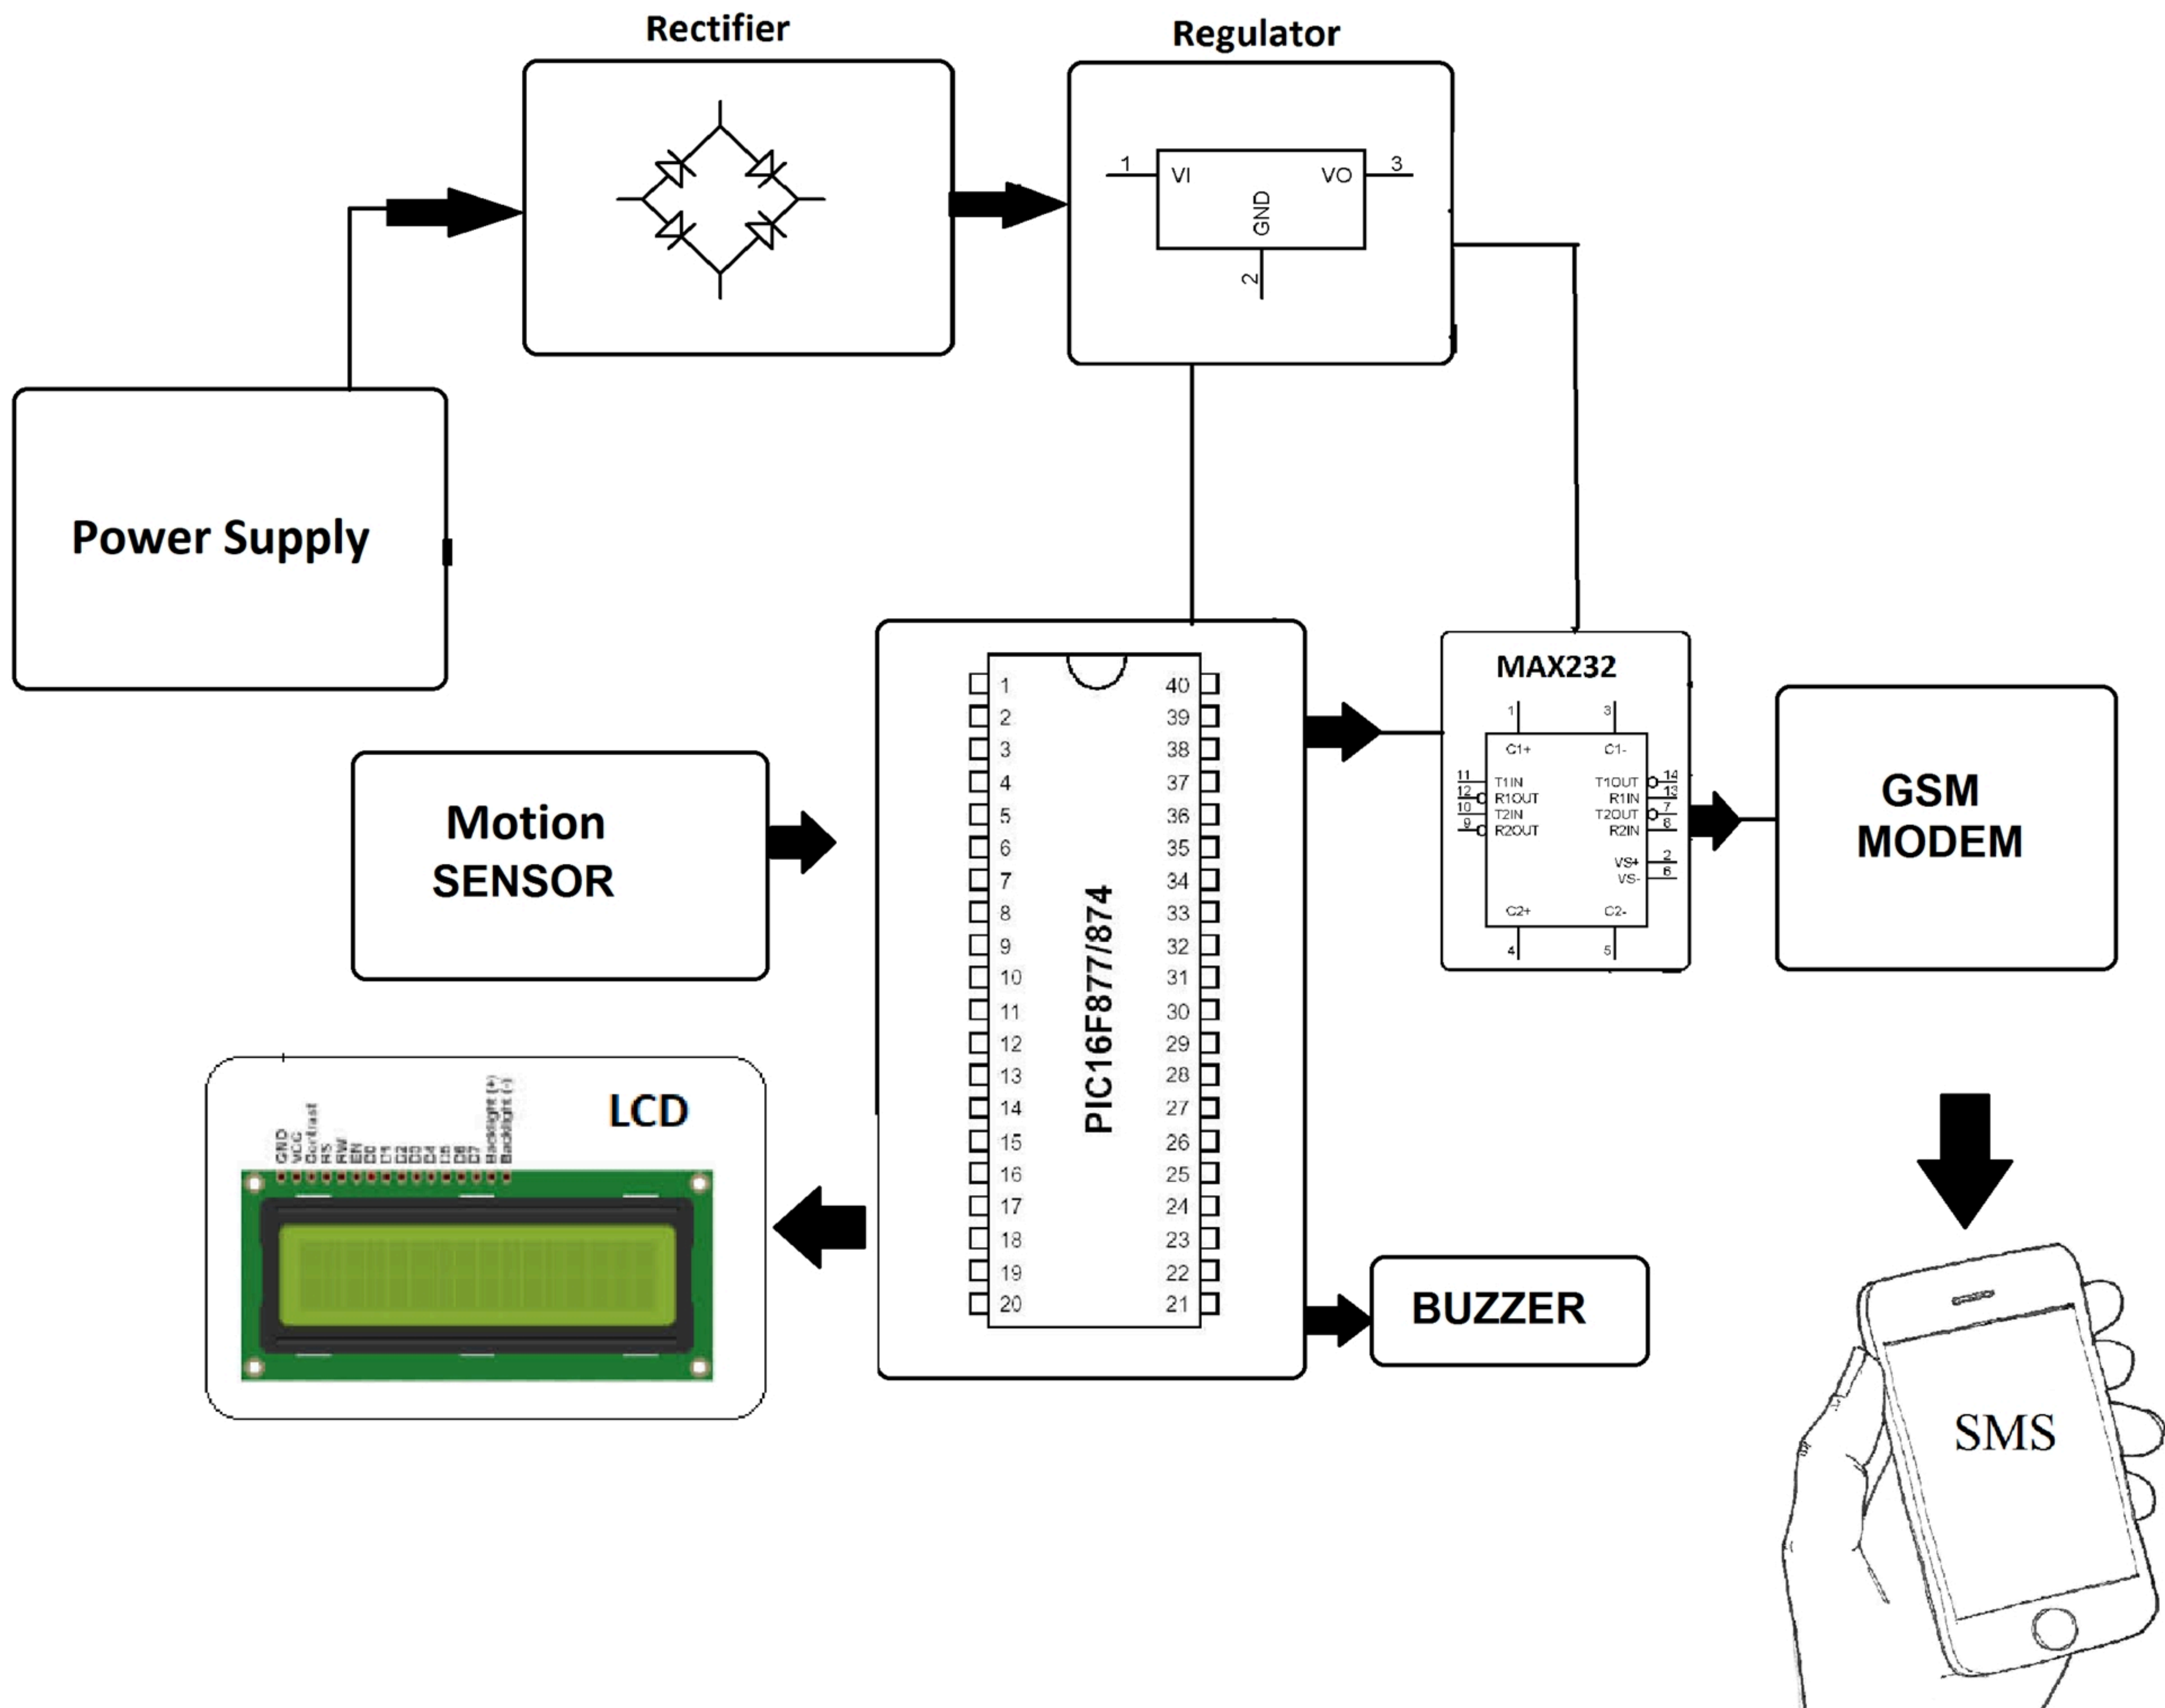 Rectifier
Regulator
1
VI
VO
3
GND
2
Power Supply
Motion
SENSOR
1
2
3
4
5
6
7
8
9
10
11
12
13
14
15
16
17
18
19
20
PIC16F877/874
40
39
38
37
36
35
34
33
32
31
30
29
28
27
26
25
24
23
22
21
MAX232
1
3
C1+
C1-
11
T1IN
T1OUT
14
12
R1OUT
R1IN
13
10
T2IN
T2OUT
7
9
R2OUT
R2IN
8
VS+
2
VS-
6
C2+
C2-
4
5
GSM
MODEM
LCD
GND
VCC
Contrast
RS
RW
EN
D0
D1
D2
D3
D4
D5
D6
D7
Backlight (+)
Backlight (-)
BUZZER
SMS